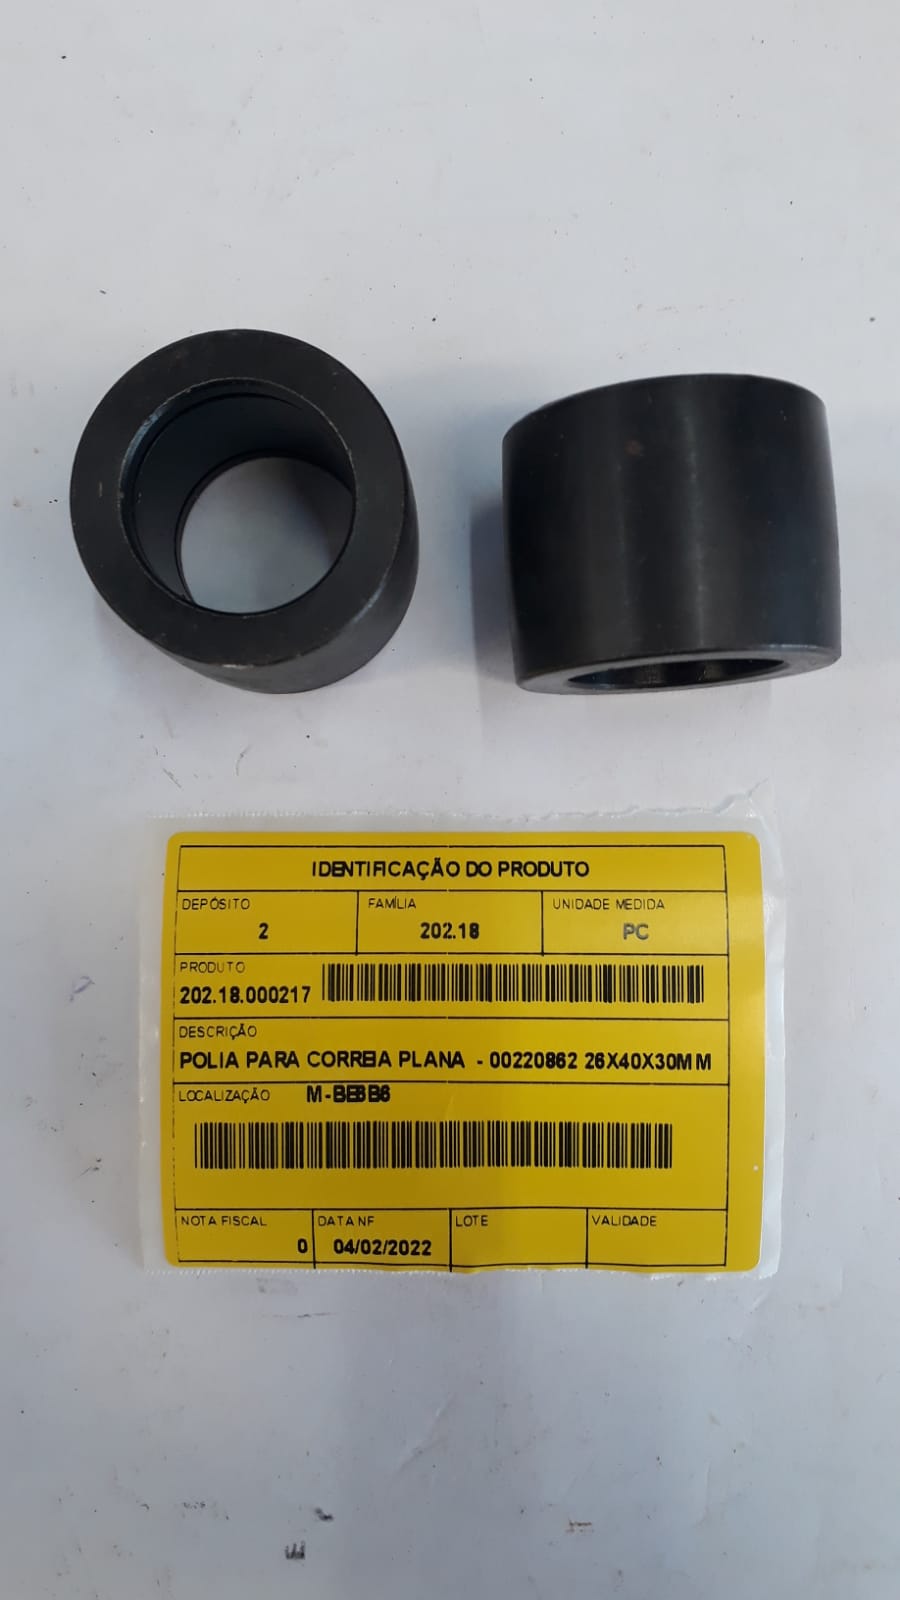 IDENTIFICAÇÃO DO PRODUTO
DEPÓSITO FAMÍLIA UNIDADE MEDIDA
2 202.18 PC
PRODUTO
202.18.000217
DESCRIÇÃO
POLIA PARA CORREIA PLANA - 00220862 26X40X30MM
LOCALIZAÇÃO
NOTA FISCAL DATA NF LOTE VALIDADE
0 04/02/2022